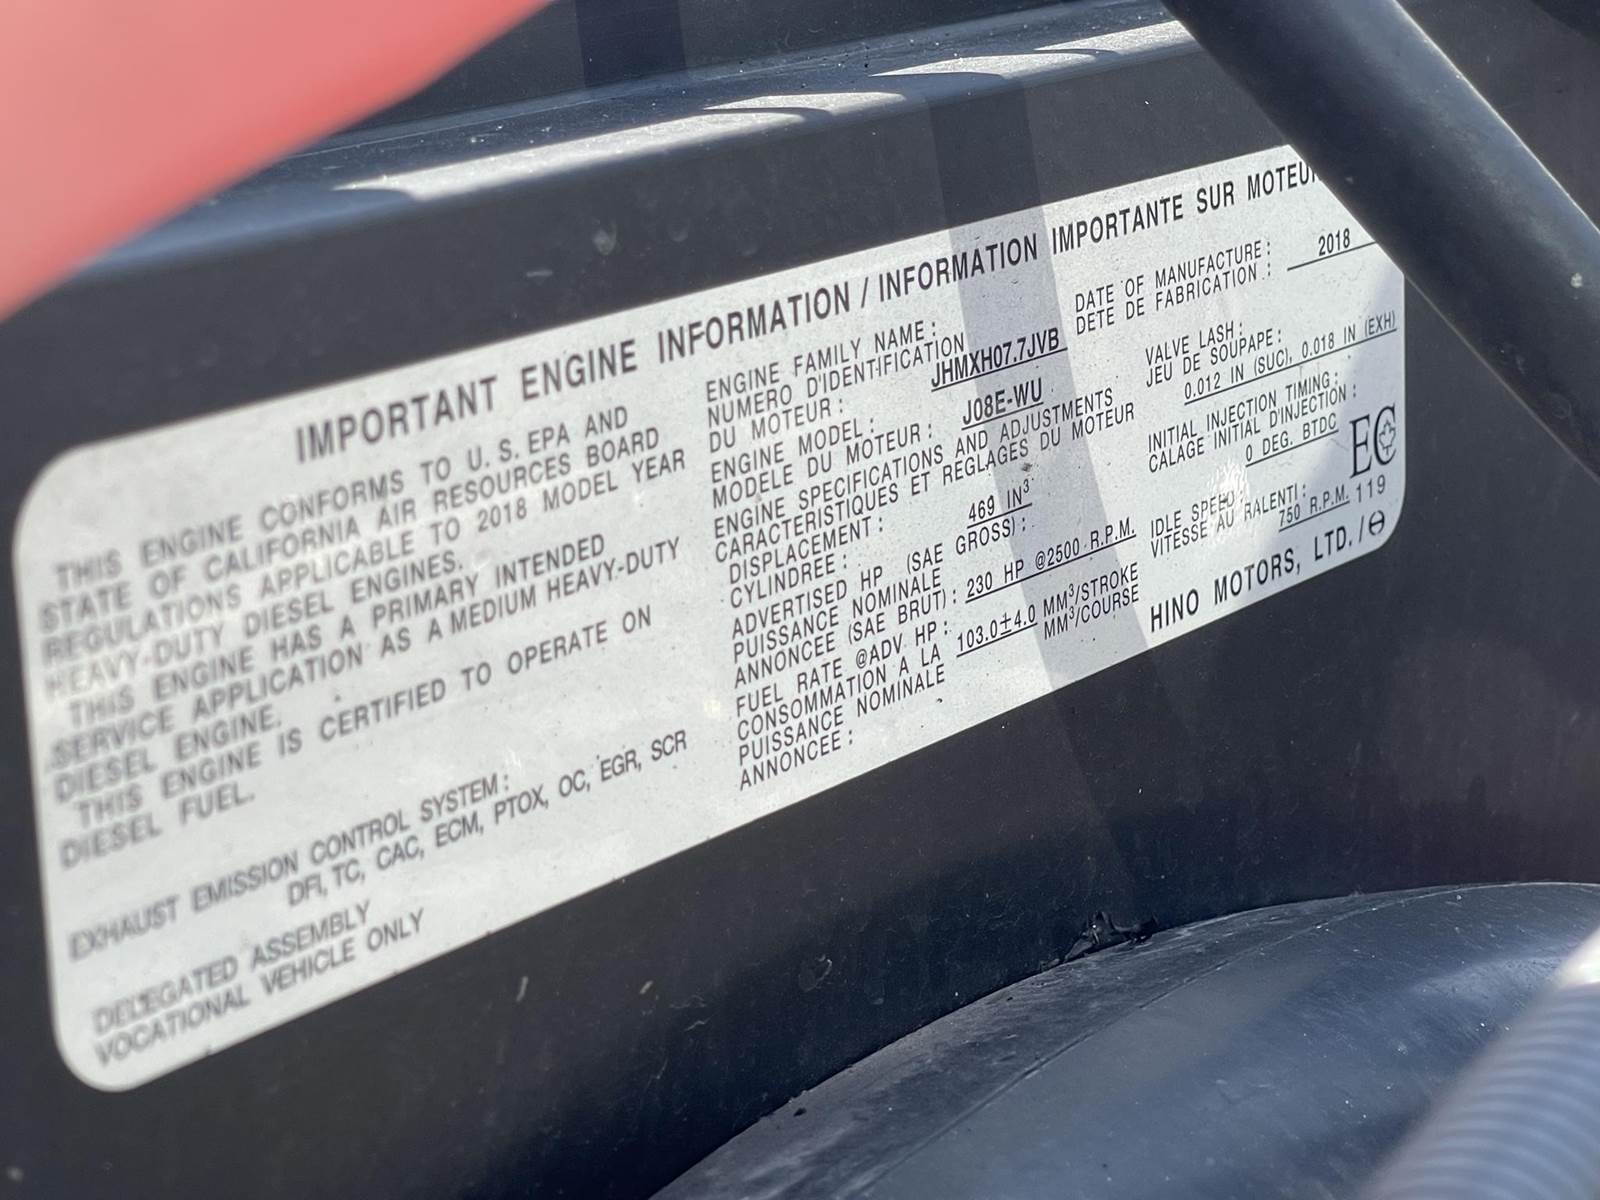 IMPORTANT ENGINE INFORMATION / INFORMATION IMPORTANTE SUR MOTEUR
THIS ENGINE CONFORMS TO U.S. EPA AND
STATE OF CALIFORNIA AIR RESOURCES BOARD
REGULATIONS APPLICABLE TO 2018 MODEL YEAR
HEAVY-DUTY DIESEL ENGINES.
THIS ENGINE HAS A PRIMARY INTENDED
SERVICE APPLICATION AS A MEDIUM HEAVY-DUTY
DIESEL ENGINE.
THIS ENGINE IS CERTIFIED TO OPERATE ON
DIESEL FUEL.
EXHAUST EMISSION CONTROL SYSTEM:
DFI, TC, CAC, ECM, PTOX, OC, EGR, SCR
DELEGATED ASSEMBLY
VOCATIONAL VEHICLE ONLY
ENGINE FAMILY NAME:
NUMERO D'IDENTIFICATION
DU MOTEUR: JHMXH07.7JVB
ENGINE MODEL:
MODELE DU MOTEUR: J08E-WU
ENGINE SPECIFICATIONS AND ADJUSTMENTS
CARACTERISTIQUES ET REGLAGES DU MOTEUR
DISPLACEMENT:
CYLINDREE: 469 IN³
ADVERTISED HP (SAE GROSS):
PUISSANCE NOMINALE
ANNONCEE (SAE BRUT): 230 HP @2500 R.P.M.
FUEL RATE @ADV HP: 103.0±4.0 MM³/STROKE
CONSOMMATION A LA MM³/COURSE
PUISSANCE NOMINALE
ANNONCEE:
DATE OF MANUFACTURE: 2018
DETE DE FABRICATION:
VALVE LASH:
JEU DE SOUPAPE:
0.012 IN (SUC), 0.018 IN (EXH)
INITIAL INJECTION TIMING:
CALAGE INITIAL D'INJECTION:
0 DEG. BTDC
IDLE SPEED:
VITESSE AU RALENTI:
750 R.P.M. 119
HINO MOTORS, LTD./